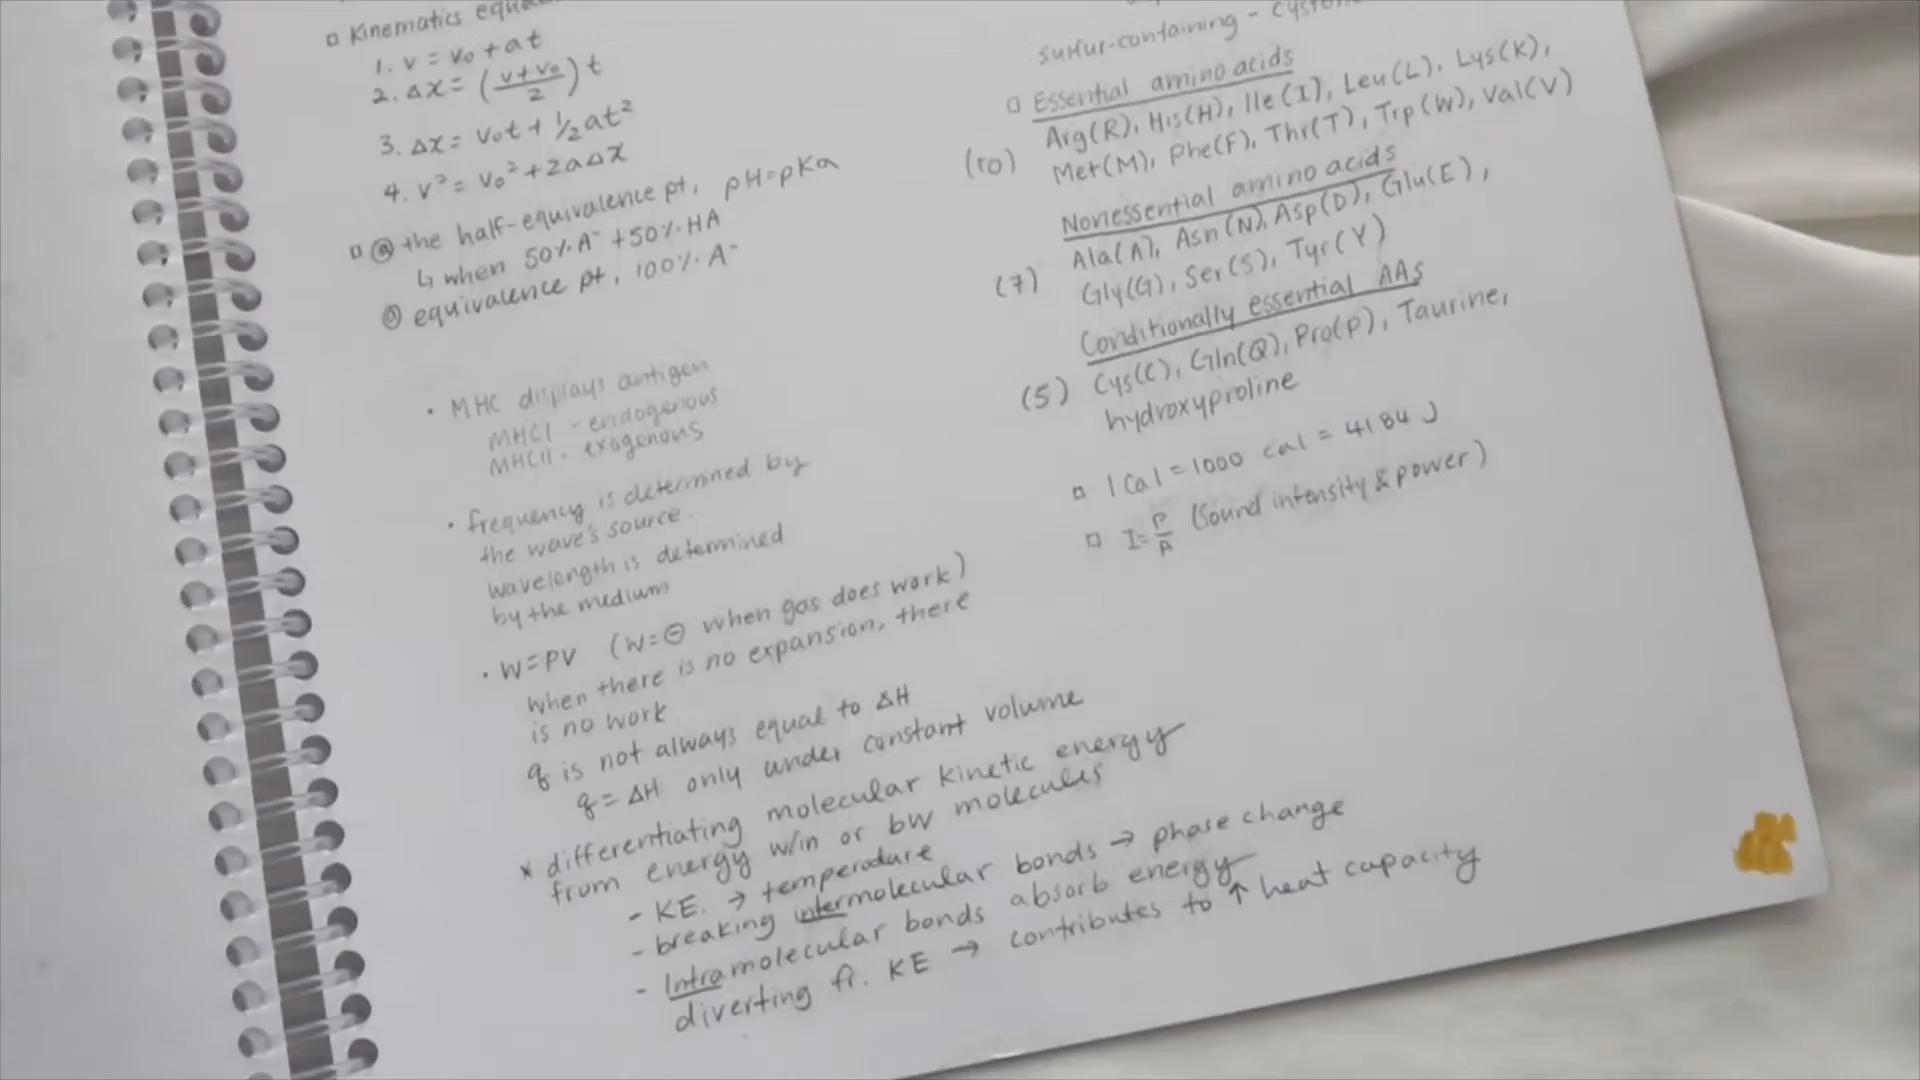 ▫ Kinematics
1. v = v₀ + at
2. Δx = (v+v₀/2) t
3. Δx = v₀t + ½at²
4. v² = v₀² + 2aΔx
▫ @ the half-equivalence pt, pH=pKa
↳ when 50% A⁻ + 50% HA
@ equivalence pt, 100% A⁻
• MHC displays antigen
MHCI - endogenous
MHCII - exogenous
• frequency is determined by
the wave's source.
wavelength is determined
by the medium
• W=PV (W=⊖ when gas does work)
when there is no expansion, there
is no work
q is not always equal to ΔH
q = ΔH only under constant volume
* differentiating molecular kinetic energy
from energy w/in or bw molecules
- KE. → temperature
- breaking intermolecular bonds → phase change
- Intramolecular bonds absorb energy
diverting fr. KE → contributes to ↑ heat capacity
sulfur-containing -
▫ Essential amino acids
Arg(R), His(H), Ile(I), Leu(L), Lys(K),
(10) Met(M), Phe(F), Thr(T), Trp(W), Val(V)
Nonessential amino acids
Ala(A), Asn(N), Asp(D), Glu(E),
(7) Gly(G), Ser(S), Tyr(Y)
Conditionally essential AAs
(5) Cys(C), Gln(Q), Pro(P), Taurine,
hydroxyproline
▫ 1 Cal = 1000 cal = 4184 J
▫ I=P/A (Sound intensity & power)